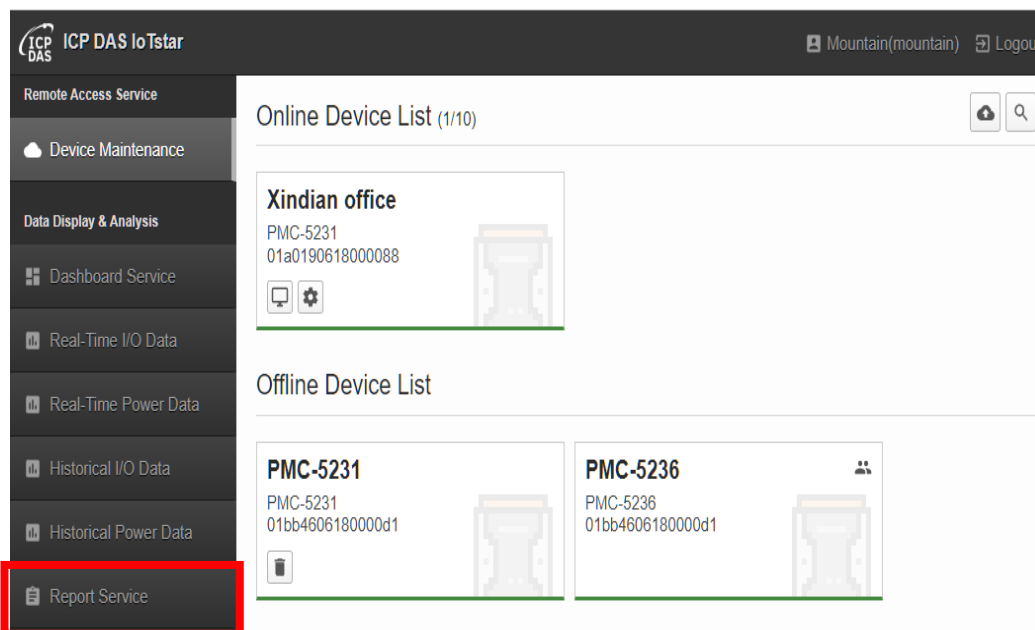 ICP DAS
ICP DAS IoTstar
Mountain(mountain)
Logou
Remote Access Service
Device Maintenance
Data Display & Analysis
Dashboard Service
Real-Time I/O Data
Real-Time Power Data
Historical I/O Data
Historical Power Data
Report Service
Online Device List (1/10)
Xindian office
PMC-5231
01a0190618000088
Offline Device List
PMC-5231
PMC-5231
01bb4606180000d1
PMC-5236
PMC-5236
01bb4606180000d1